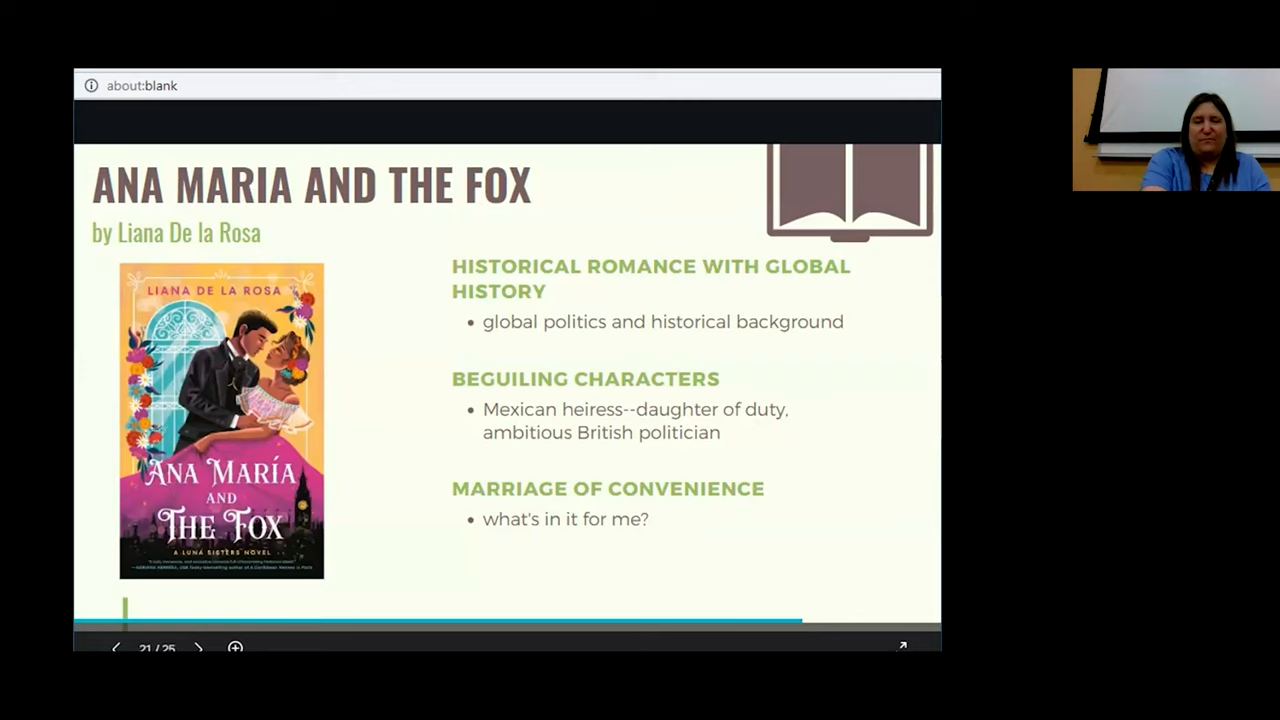 about:blank
ANA MARIA AND THE FOX
by Liana De la Rosa
LIANA DE LA ROSA
ANA MARÍA
AND
THE FOX
A LUNA SISTERS NOVEL
HISTORICAL ROMANCE WITH GLOBAL
HISTORY
• global politics and historical background
BEGUILING CHARACTERS
• Mexican heiress--daughter of duty,
ambitious British politician
MARRIAGE OF CONVENIENCE
• what's in it for me?
21 / 25